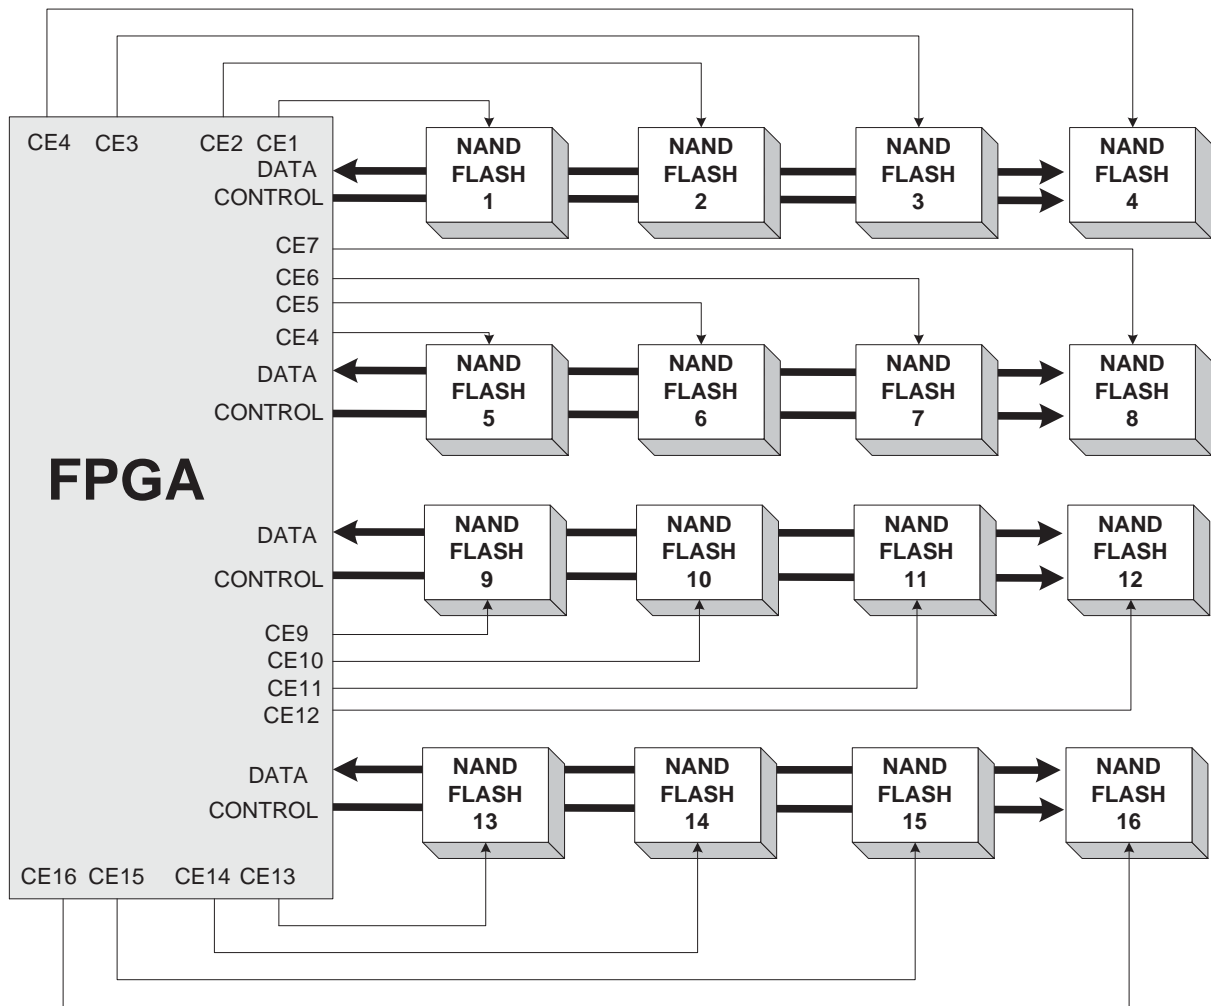 CE4 CE3 CE2 CE1
DATA
CONTROL
NAND
FLASH
1
NAND
FLASH
2
NAND
FLASH
3
NAND
FLASH
4
CE7
CE6
CE5
CE4
DATA
CONTROL
NAND
FLASH
5
NAND
FLASH
6
NAND
FLASH
7
NAND
FLASH
8
FPGA
DATA
CONTROL
NAND
FLASH
9
NAND
FLASH
10
NAND
FLASH
11
NAND
FLASH
12
CE9
CE10
CE11
CE12
DATA
CONTROL
NAND
FLASH
13
NAND
FLASH
14
NAND
FLASH
15
NAND
FLASH
16
CE16 CE15 CE14 CE13